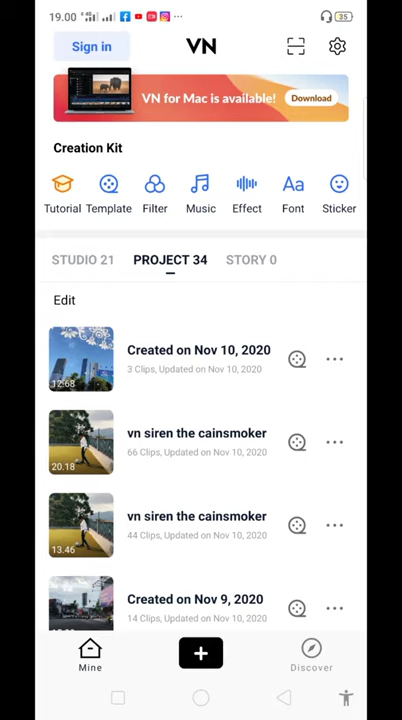 19.00 35
Sign in VN
VN for Mac is available! Download
Creation Kit
Tutorial Template Filter Music Effect Font Sticker
Aa
STUDIO 21 PROJECT 34 STORY 0
Edit
Created on Nov 10, 2020
3 Clips, Updated on Nov 10, 2020
12.68
vn siren the cainsmoker
66 Clips, Updated on Nov 10, 2020
20.18
vn siren the cainsmoker
44 Clips, Updated on Nov 10, 2020
13.46
Created on Nov 9, 2020
14 Clips, Updated on Nov 10, 2020
Mine Discover